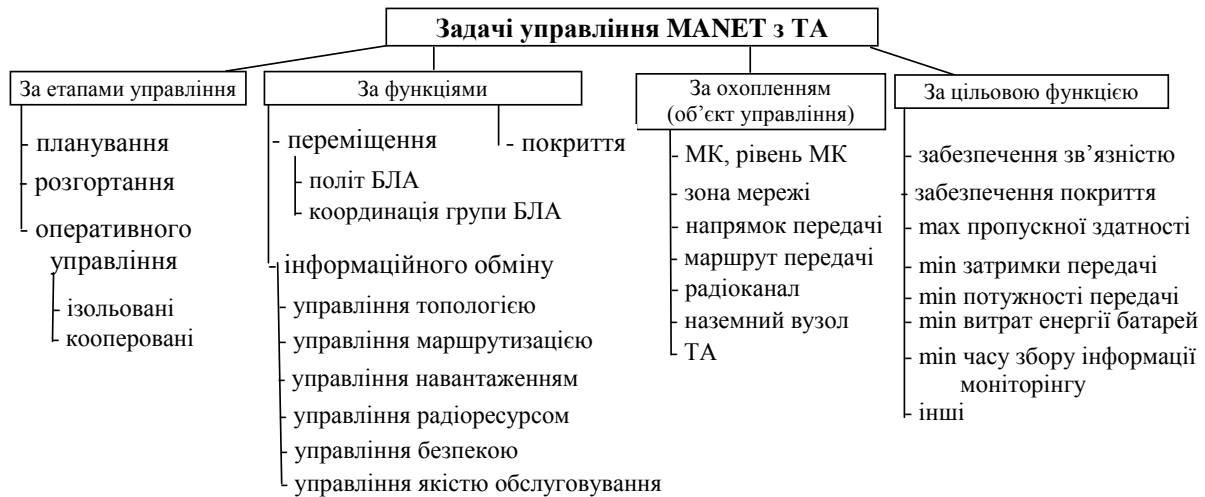 Задачі управління MANET з ТА
За етапами управління
- планування
- розгортання
- оперативного
управління
- ізольовані
- кооперовані
За функціями
- переміщення
- політ БЛА
- координація групи БЛА
- покриття
- інформаційного обміну
- управління топологією
- управління маршрутизацією
- управління навантаженням
- управління радіоресурсом
- управління безпекою
- управління якістю обслуговування
За охопленням
(об’єкт управління)
- МК, рівень МК
- зона мережі
- напрямок передачі
- маршрут передачі
- радіоканал
- наземний вузол
- ТА
За цільовою функцією
- забезпечення зв’язністю
- забезпечення покриття
- max пропускної здатності
- min затримки передачі
- min потужності передачі
- min витрат енергії батарей
- min часу збору інформації
моніторінгу
- інші